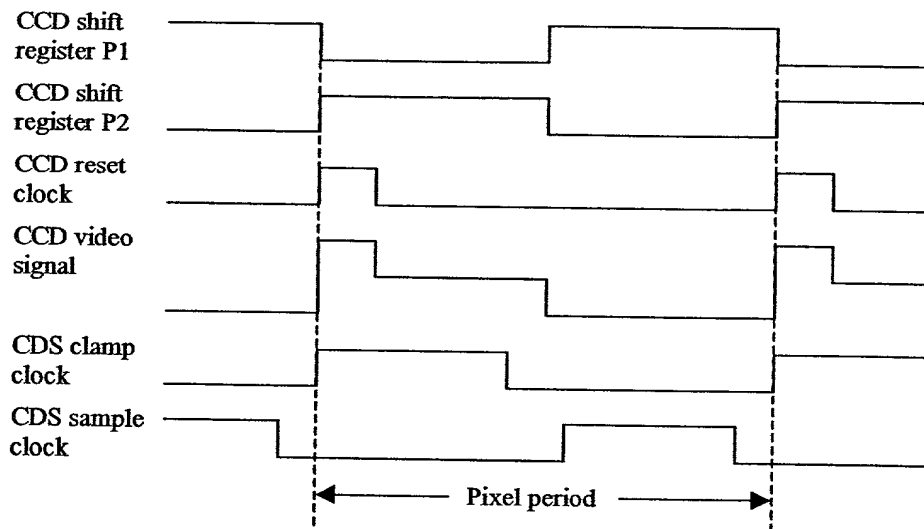 CCD shift
register P1
CCD shift
register P2
CCD reset
clock
CCD video
signal
CDS clamp
clock
CDS sample
clock
Pixel period